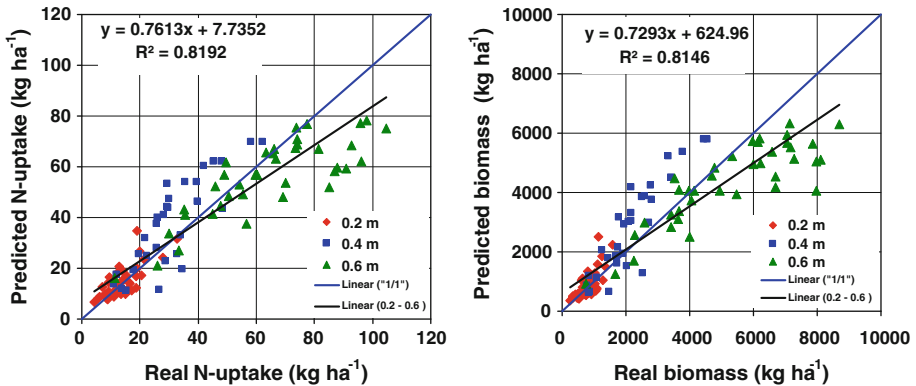 y = 0.7613x + 7.7352
R² = 0.8192
Predicted N-uptake (kg ha⁻¹)
120
100
80
60
40
20
0
0 20 40 60 80 100 120
Real N-uptake (kg ha⁻¹)
0.2 m
0.4 m
0.6 m
Linear ("1/1")
Linear (0.2 - 0.6 )
y = 0.7293x + 624.96
R² = 0.8146
Predicted biomass (kg ha⁻¹)
10000
8000
6000
4000
2000
0
0 2000 4000 6000 8000 10000
Real biomass (kg ha⁻¹)
0.2 m
0.4 m
0.6 m
Linear ("1/1")
Linear (0.2 - 0.6)